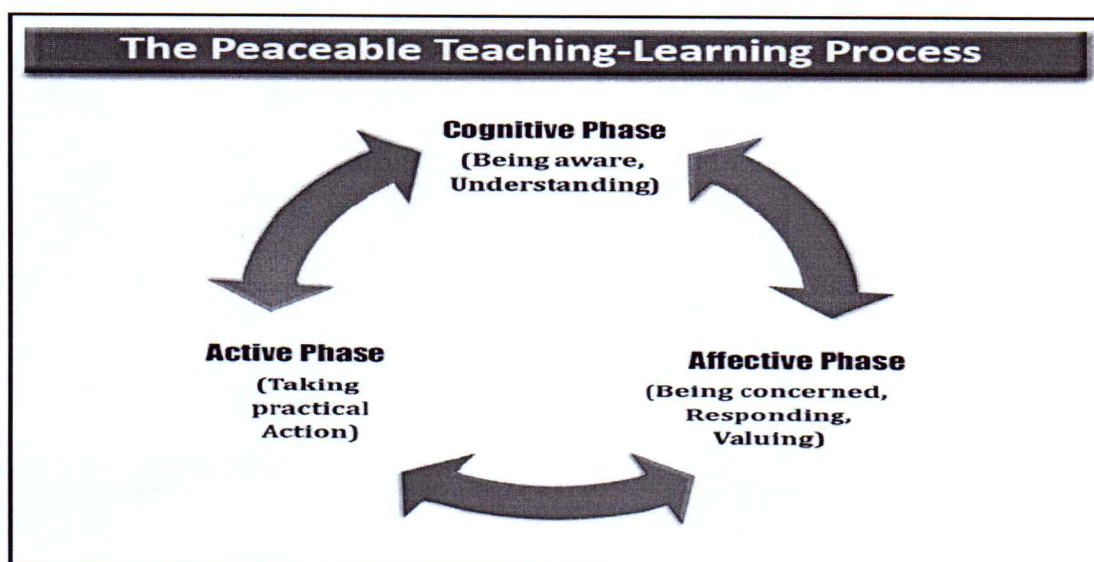 The Peaceable Teaching-Learning Process
Cognitive Phase
(Being aware,
Understanding)
Active Phase
(Taking
practical
Action)
Affective Phase
(Being concerned,
Responding,
Valuing)